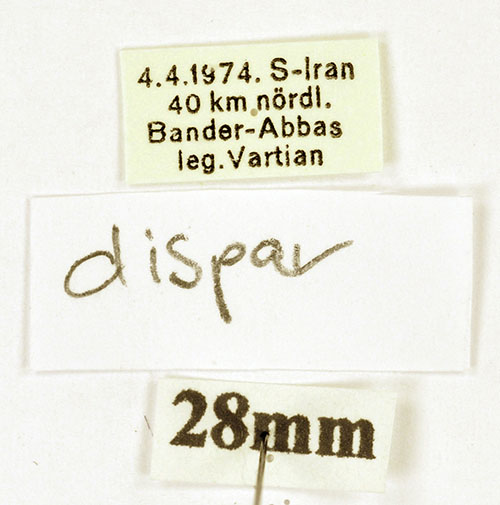 4.4.1974. S-Iran
40 km nördl.
Bander-Abbas
leg. Vartian
dispar
28mm